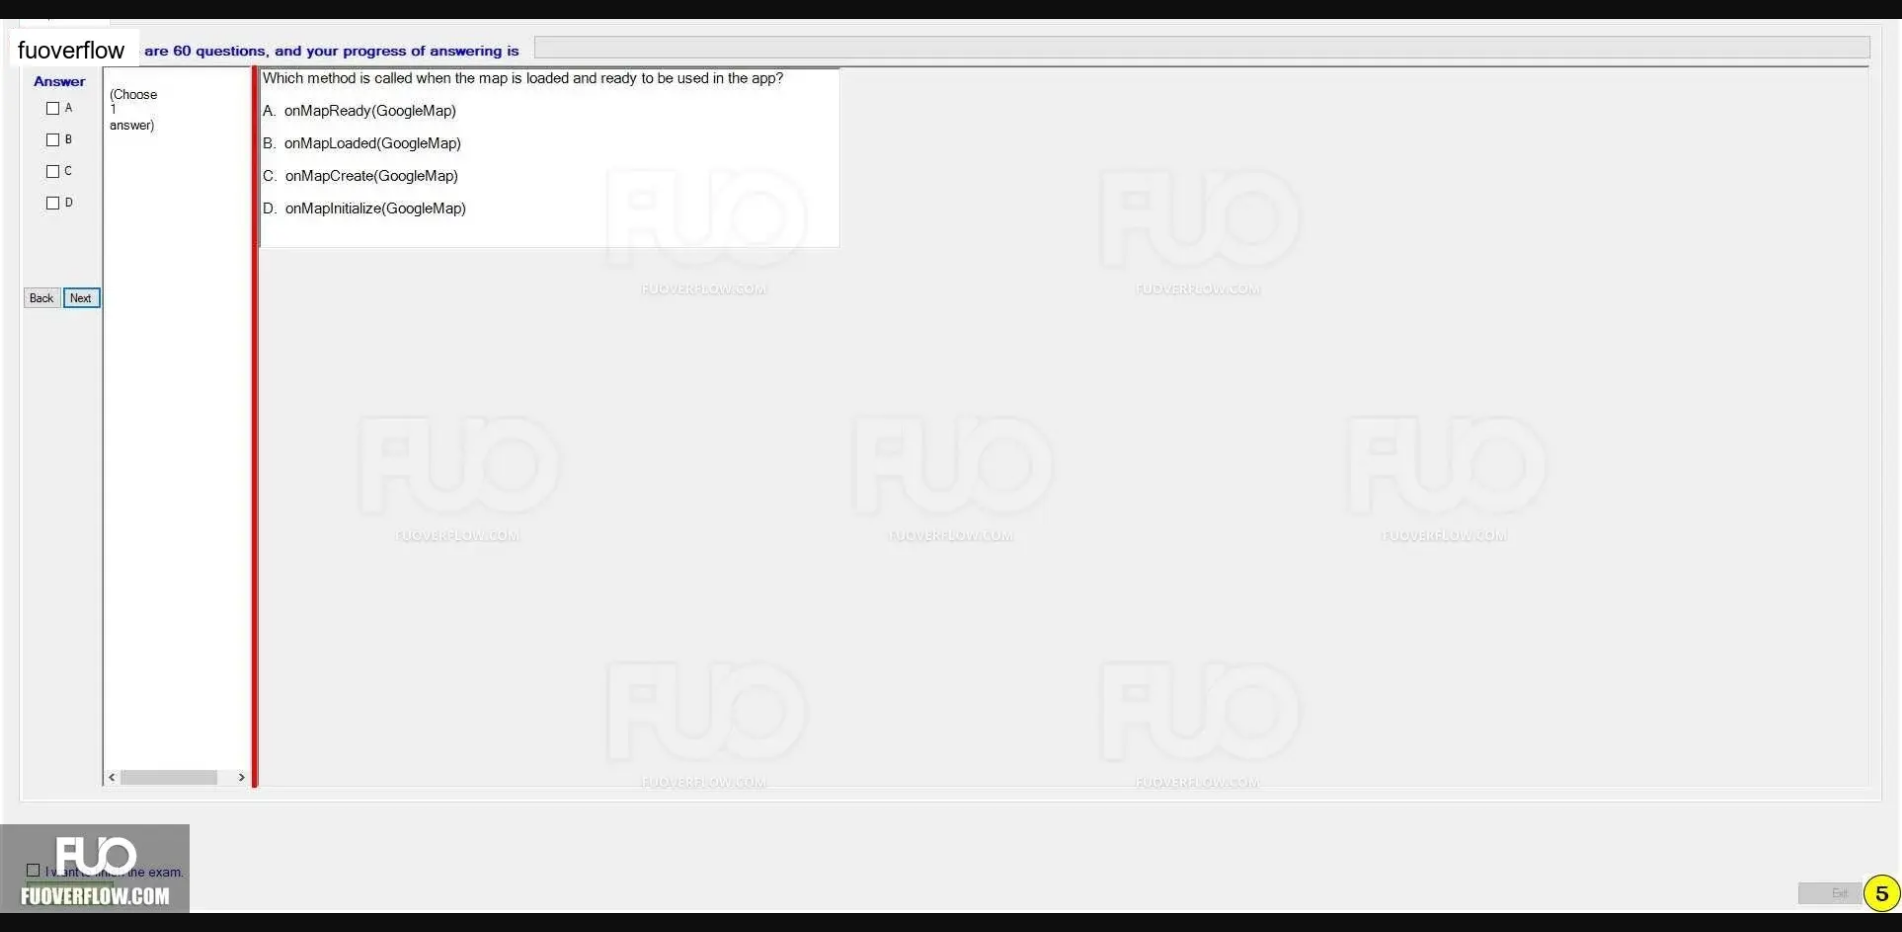 fuoverflow are 60 questions, and your progress of answering is
Answer
A
B
C
D
Back Next
(Choose
1
answer)
Which method is called when the map is loaded and ready to be used in the app?
A. onMapReady(GoogleMap)
B. onMapLoaded(GoogleMap)
C. onMapCreate(GoogleMap)
D. onMapInitialize(GoogleMap)
FUO FUO
FUOVERFLOW.COM FUOVERFLOW.COM
FUO FUO FUO
FUOVERFLOW.COM FUOVERFLOW.COM FUOVERFLOW.COM
FUO FUO
FUOVERFLOW.COM FUOVERFLOW.COM
FUO
I want to finish the exam.
FUOVERFLOW.COM
Exit 5